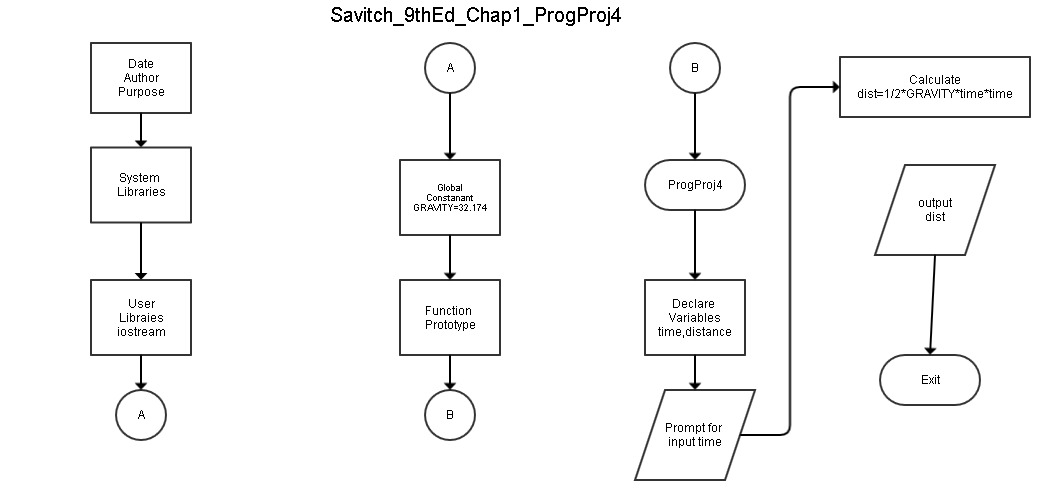 Savitch_9thEd_Chap1_ProgProj4
Date
Author
Purpose
System
Libraries
User
Libraies
iostream
A
A
Global
Constanant
GRAVITY=32.174
Function
Prototype
B
B
ProgProj4
Declare
Variables
time,distance
Prompt for
input time
Calculate
dist=1/2*GRAVITY*time*time
output
dist
Exit